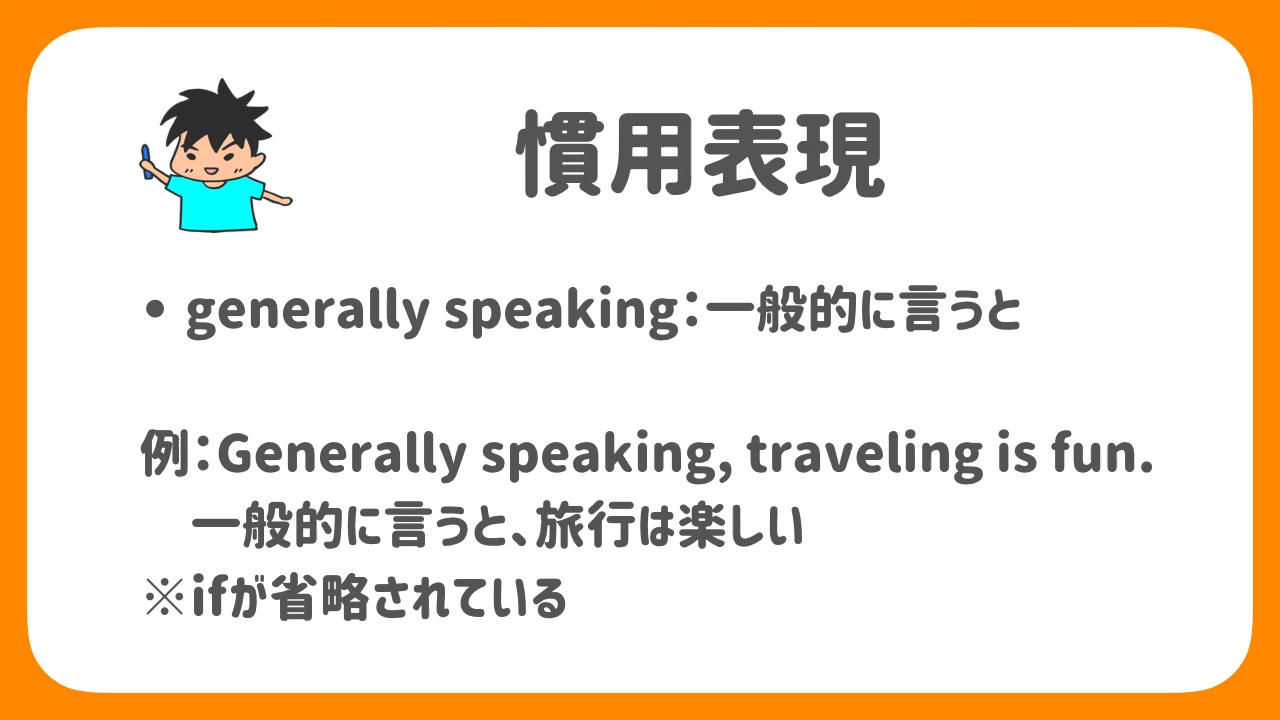 慣用表現
• generally speaking：一般的に言うと
例：Generally speaking, traveling is fun.
一般的に言うと、旅行は楽しい
※ifが省略されている